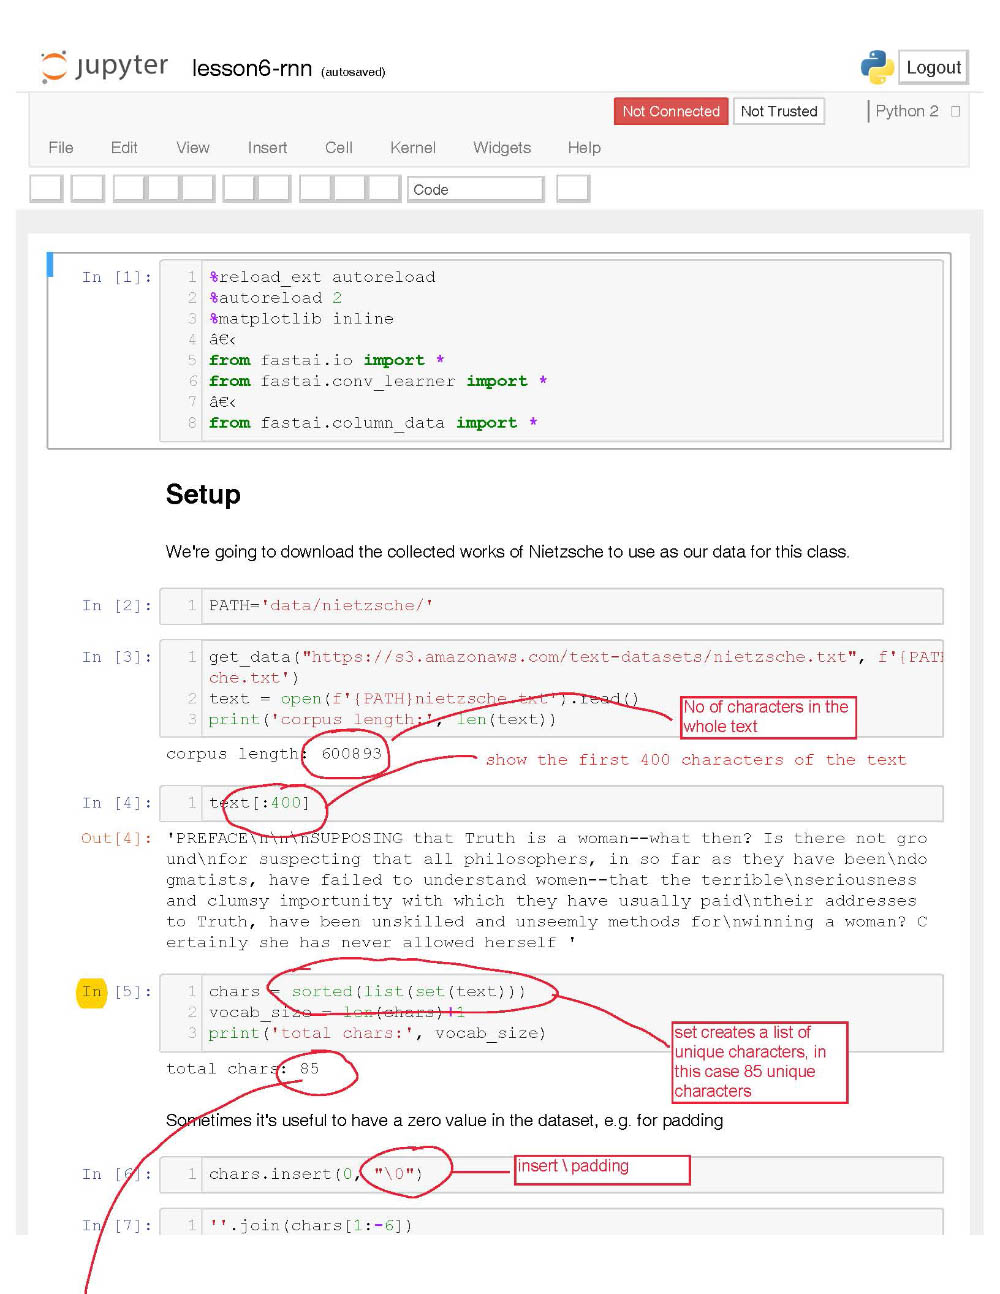 jupyter lesson6-rnn (autosaved)
Logout
Not Connected Not Trusted Python 2
File Edit View Insert Cell Kernel Widgets Help
Code
In [1]:
1 %reload_ext autoreload
2 %autoreload 2
3 %matplotlib inline
4 â€‹
5 from fastai.io import *
6 from fastai.conv_learner import *
7 â€‹
8 from fastai.column_data import *
Setup
We're going to download the collected works of Nietzsche to use as our data for this class.
In [2]:
1 PATH='data/nietzsche/'
In [3]:
1 get_data("https://s3.amazonaws.com/text-datasets/nietzsche.txt", f'{PATH
che.txt')
2 text = open(f'{PATH}nietzsche.txt').read()
3 print('corpus length:', len(text))
No of characters in the
whole text
corpus length: 600893
show the first 400 characters of the text
In [4]:
1 text[:400]
Out[4]:
'PREFACE\n\n\nSUPPOSING that Truth is a woman--what then? Is there not gro
und\nfor suspecting that all philosophers, in so far as they have been\ndo
gmatists, have failed to understand women--that the terrible\nseriousness
and clumsy importunity with which they have usually paid\ntheir addresses
to Truth, have been unskilled and unseemly methods for\nwinning a woman? C
ertainly she has never allowed herself '
In [5]:
1 chars = sorted(list(set(text)))
2 vocab_size = len(chars)+1
3 print('total chars:', vocab_size)
set creates a list of
unique characters, in
this case 85 unique
characters
total chars: 85
Sometimes it's useful to have a zero value in the dataset, e.g. for padding
In [6]:
1 chars.insert(0, "\0")
insert \ padding
In [7]:
1 ''.join(chars[1:-6])